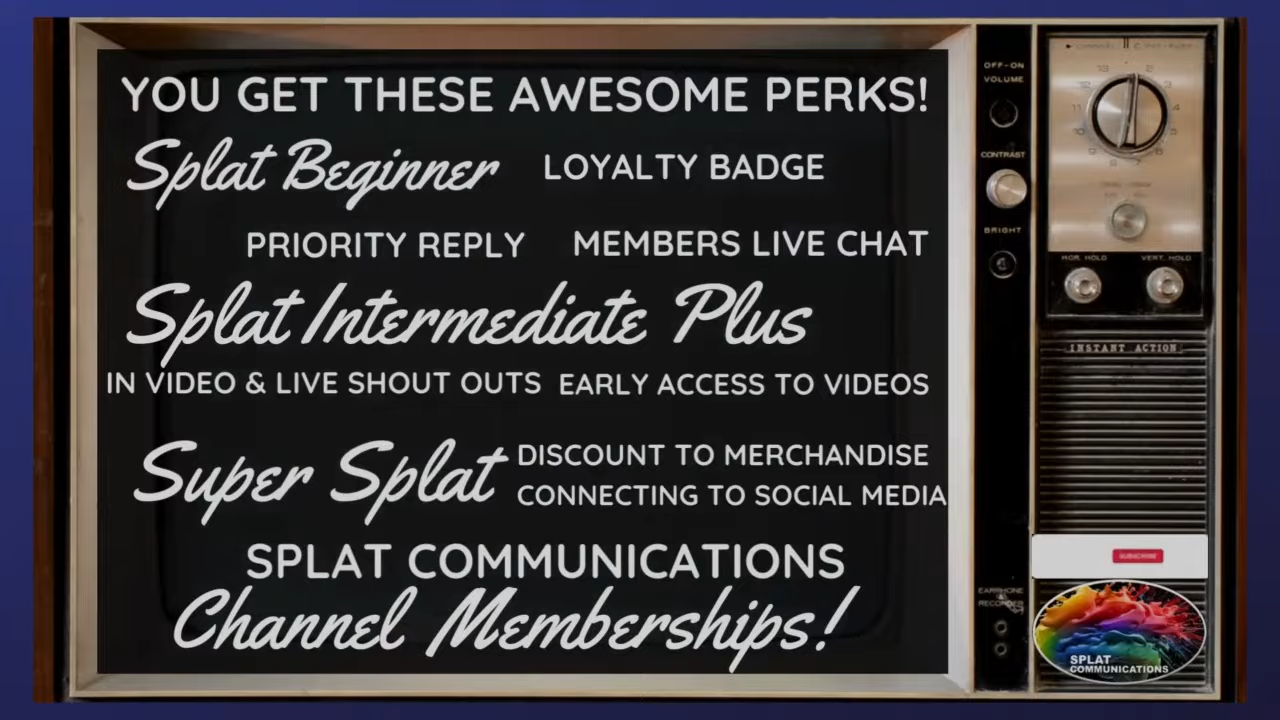 YOU GET THESE AWESOME PERKS!
Splat Beginner LOYALTY BADGE
PRIORITY REPLY MEMBERS LIVE CHAT
Splat Intermediate Plus
IN VIDEO & LIVE SHOUT OUTS EARLY ACCESS TO VIDEOS
Super Splat
DISCOUNT TO MERCHANDISE
CONNECTING TO SOCIAL MEDIA
SPLAT COMMUNICATIONS
Channel Memberships!
OFF-ON
VOLUME
CONTRAST
BRIGHT
HOR. HOLD VERT. HOLD
INSTANT ACTION
SUBSCRIBE
EARPHONE
RECORDER
SPLAT
COMMUNICATIONS